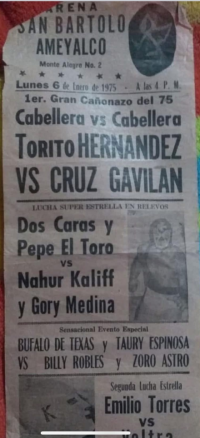 ARENA
SAN BARTOLO
AMEYALCO
Monte Alegre No. 2
Lunes 6 de Enero de 1975 - A las 4 P. M.
1er. Gran Cañonazo del 75
Cabellera vs Cabellera
Torito HERNANDEZ
VS CRUZ GAVILAN
LUCHA SUPER ESTRELLA EN RELEVOS
Dos Caras y
Pepe El Toro
vs
Nahur Kaliff
y Gory Medina
Sensacional Evento Especial
BUFALO DE TEXAS y TAURY ESPINOSA
VS BILLY ROBLES y ZORO ASTRO
Segunda Lucha Estrella
Emilio Torres
vs